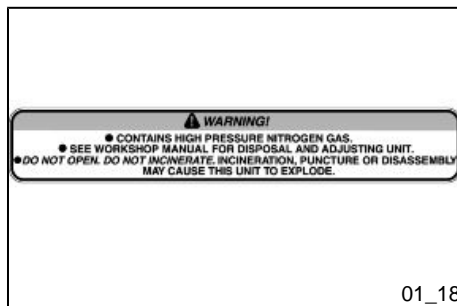 WARNING!
● CONTAINS HIGH PRESSURE NITROGEN GAS.
● SEE WORKSHOP MANUAL FOR DISPOSAL AND ADJUSTING UNIT.
●DO NOT OPEN. DO NOT INCINERATE. INCINERATION, PUNCTURE OR DISASSEMBLY
MAY CAUSE THIS UNIT TO EXPLODE.
01_18